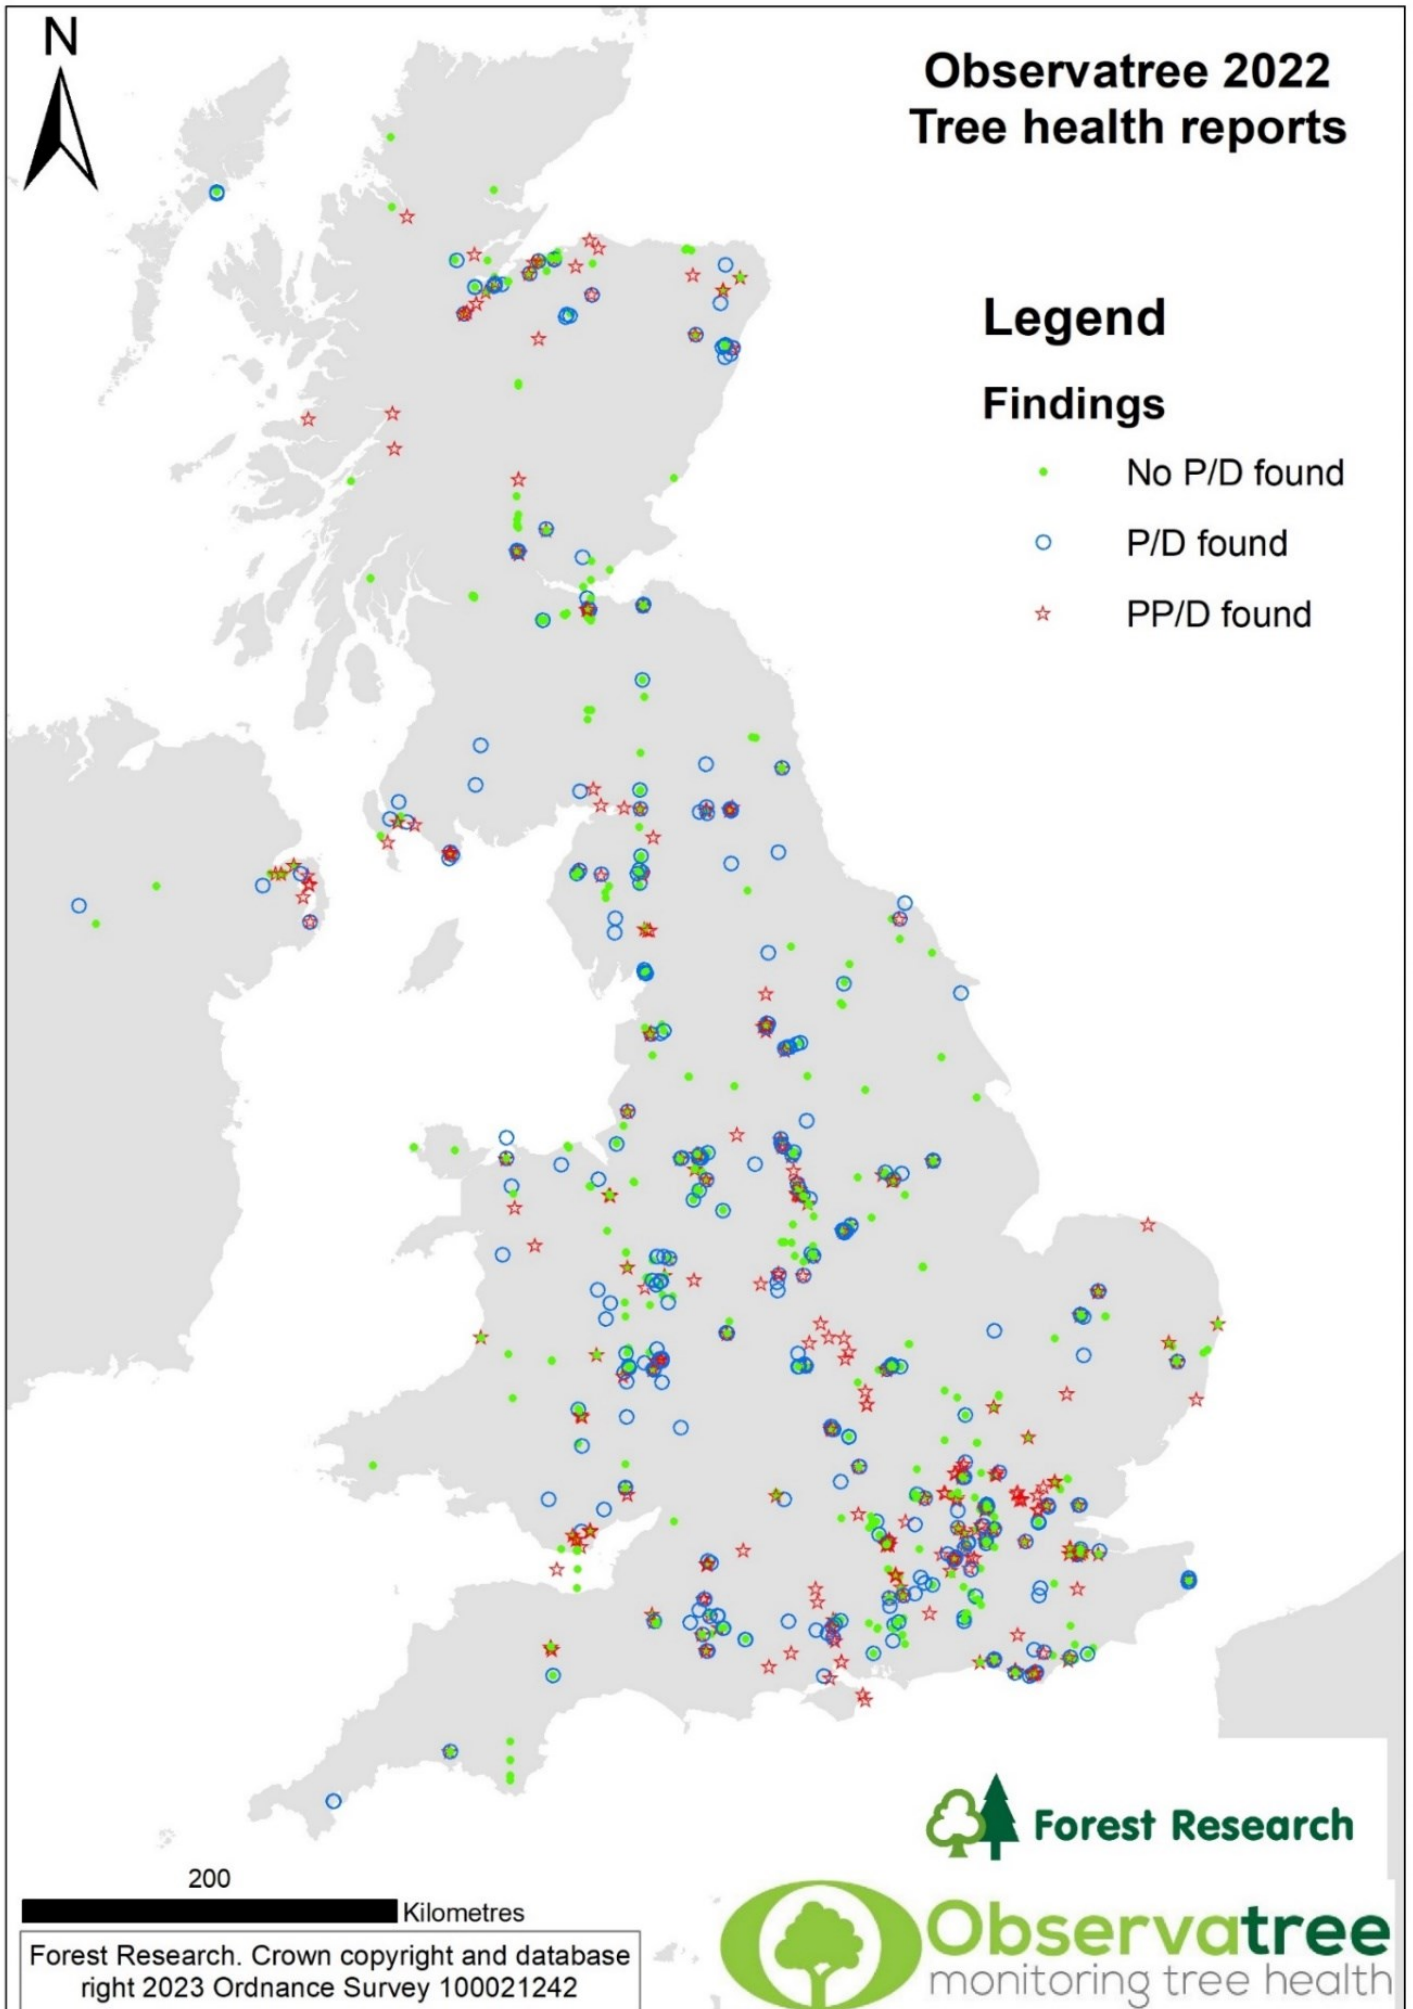 N
Observatree 2022
Tree health reports
Legend
Findings
No P/D found
P/D found
PP/D found
Forest Research
200
Kilometres
Forest Research. Crown copyright and database
right 2023 Ordnance Survey 100021242
Observatree
monitoring tree health